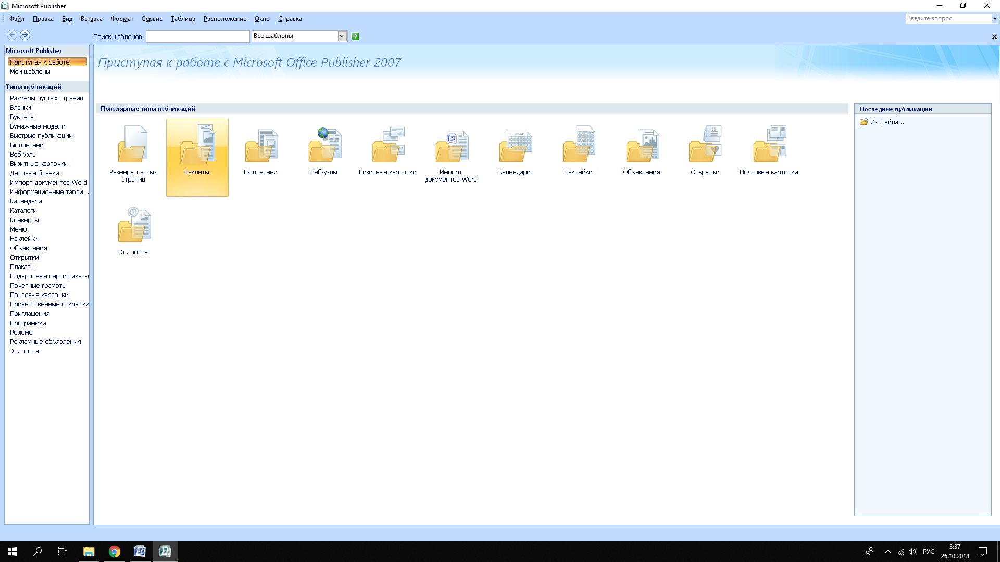 Microsoft Publisher
Файл Правка Вид Вставка Формат Сервис Таблица Расположение Окно Справка
Введите вопрос
Поиск шаблонов: Все шаблоны
Microsoft Publisher
Приступая к работе
Мои шаблоны
Типы публикаций
Размеры пустых страниц
Бланки
Буклеты
Бумажные модели
Быстрые публикации
Бюллетени
Веб-узлы
Визитные карточки
Деловые бланки
Импорт документов Word
Информационные табли...
Календари
Каталоги
Конверты
Меню
Наклейки
Объявления
Открытки
Плакаты
Подарочные сертификаты
Почетные грамоты
Почтовые карточки
Приветственные открытки
Приглашения
Программки
Резюме
Рекламные объявления
Эл. почта
Приступая к работе с Microsoft Office Publisher 2007
Популярные типы публикаций
Размеры пустых
страниц
Буклеты
Бюллетени
Веб-узлы
Визитные карточки
Импорт
документов Word
Календари
Наклейки
Объявления
Открытки
Почтовые карточки
Эл. почта
Последние публикации
Из файла...
РУС
3:37
26.10.2018